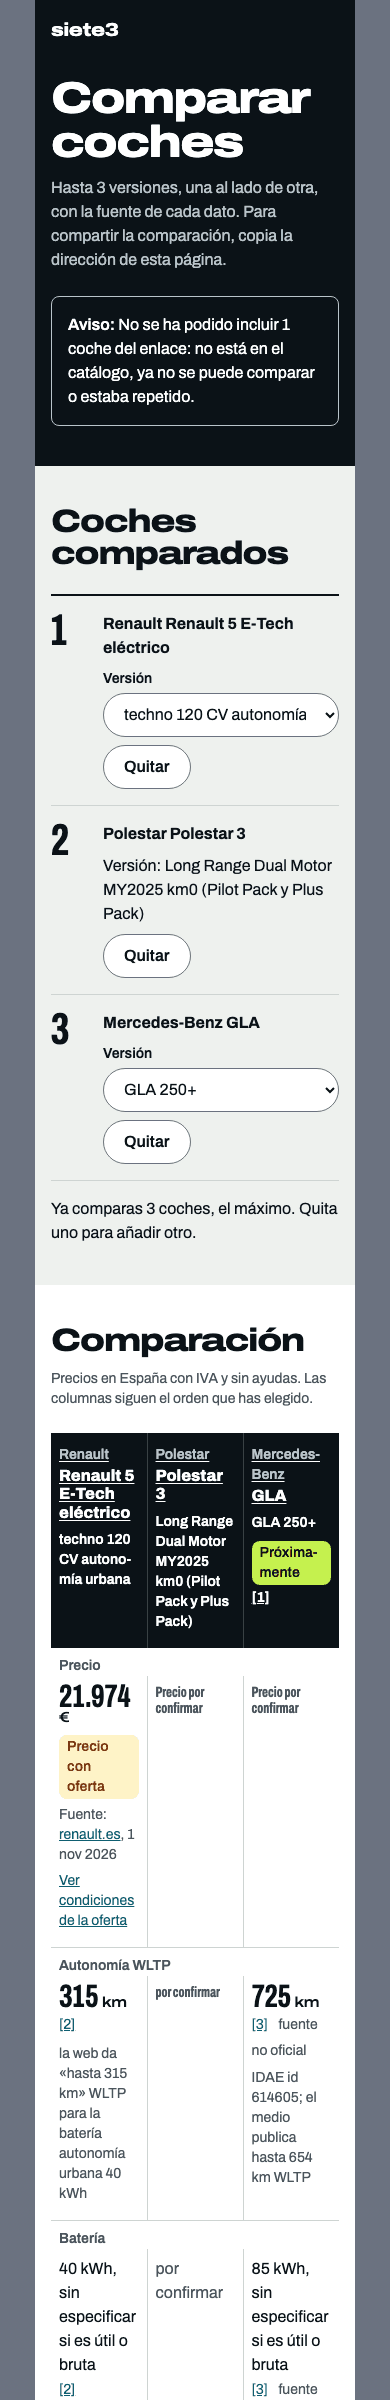 siete3
Comparar
coches
Hasta 3 versiones, una al lado de otra,
con la fuente de cada dato. Para
compartir la comparación, copia la
dirección de esta página.
Aviso: No se ha podido incluir 1
coche del enlace: no está en el
catálogo, ya no se puede comparar
o estaba repetido.
Coches
comparados
1
Renault Renault 5 E-Tech
eléctrico
Versión
techno 120 CV autonomía
Quitar
2
Polestar Polestar 3
Versión: Long Range Dual Motor
MY2025 km0 (Pilot Pack y Plus
Pack)
Quitar
3
Mercedes-Benz GLA
Versión
GLA 250+
Quitar
Ya comparas 3 coches, el máximo. Quita
uno para añadir otro.
Comparación
Precios en España con IVA y sin ayudas. Las
columnas siguen el orden que has elegido.
Renault
Renault 5
E-Tech
eléctrico
techno 120
CV autono-
mía urbana
Polestar
Polestar
3
Long Range
Dual Motor
MY2025
km0 (Pilot
Pack y Plus
Pack)
Mercedes-
Benz
GLA
GLA 250+
Próxima-
mente
[1]
Precio
21.974
€
Precio
con
oferta
Fuente:
renault.es, 1
nov 2026
Ver
condiciones
de la oferta
Precio por
confirmar
Precio por
confirmar
Autonomía WLTP
315 km
[2]
la web da
«hasta 315
km» WLTP
para la
batería
autonomía
urbana 40
kWh
por confirmar
725 km
[3] fuente
no oficial
IDAE id
614605; el
medio
publica
hasta 654
km WLTP
Batería
40 kWh,
sin
especificar
si es útil o
bruta
[2]
por
confirmar
85 kWh,
sin
especificar
si es útil o
bruta
[3] fuente